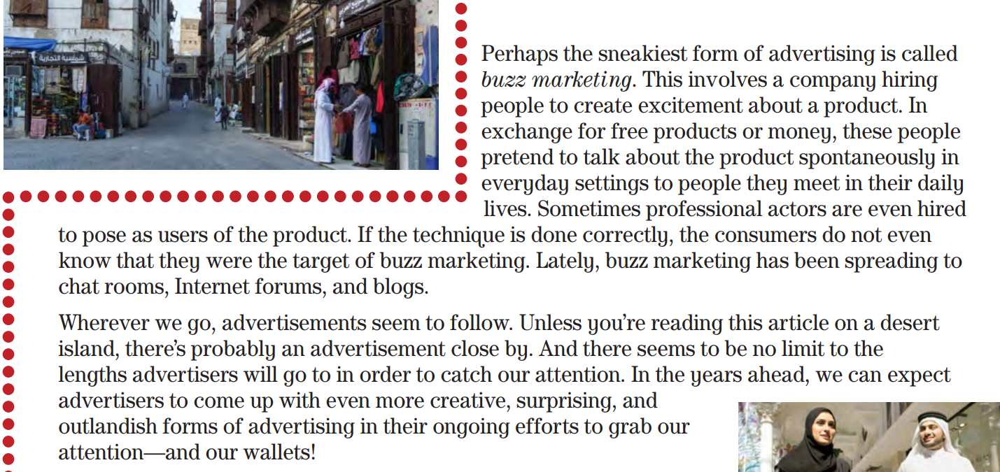 شمسية التجارية
Perhaps the sneakiest form of advertising is called
buzz marketing. This involves a company hiring
people to create excitement about a product. In
exchange for free products or money, these people
pretend to talk about the product spontaneously in
everyday settings to people they meet in their daily
lives. Sometimes professional actors are even hired
to pose as users of the product. If the technique is done correctly, the consumers do not even
know that they were the target of buzz marketing. Lately, buzz marketing has been spreading to
chat rooms, Internet forums, and blogs.
Wherever we go, advertisements seem to follow. Unless you’re reading this article on a desert
island, there’s probably an advertisement close by. And there seems to be no limit to the
lengths advertisers will go to in order to catch our attention. In the years ahead, we can expect
advertisers to come up with even more creative, surprising, and
outlandish forms of advertising in their ongoing efforts to grab our
attention—and our wallets!